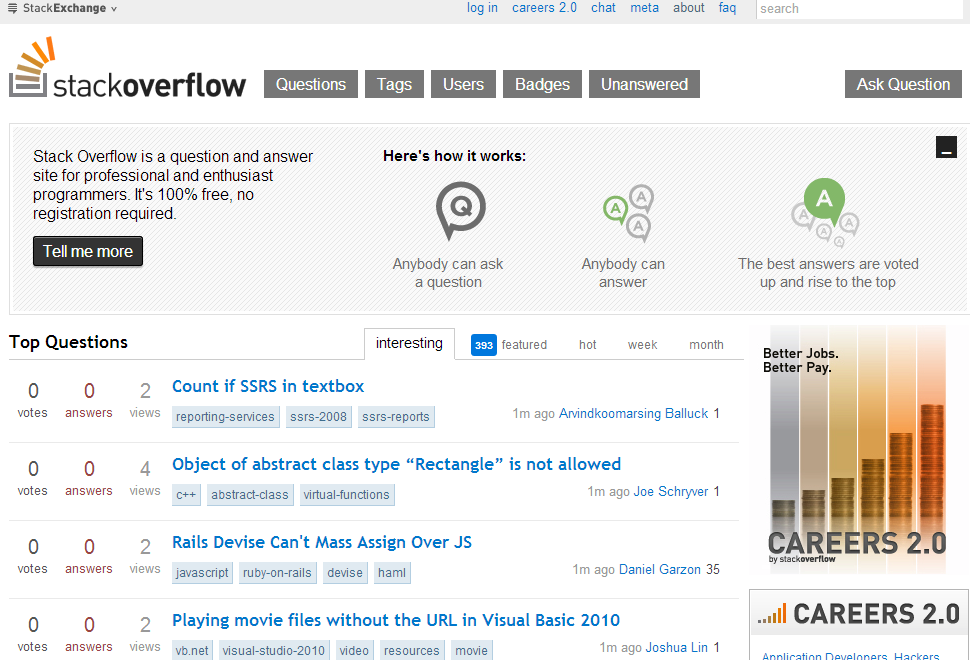 StackExchange
log in careers 2.0 chat meta about faq search
stackoverflow Questions Tags Users Badges Unanswered Ask Question
Stack Overflow is a question and answer
site for professional and enthusiast
programmers. It's 100% free, no
registration required.
Tell me more
Here's how it works:
Q
Anybody can ask
a question
A A A
Anybody can
answer
A A A A A
The best answers are voted
up and rise to the top
Top Questions interesting 393 featured hot week month
0 votes 0 answers 2 views
Count if SSRS in textbox
reporting-services ssrs-2008 ssrs-reports
1m ago Arvindkoomarsing Balluck 1
0 votes 0 answers 4 views
Object of abstract class type “Rectangle” is not allowed
c++ abstract-class virtual-functions
1m ago Joe Schryver 1
0 votes 0 answers 2 views
Rails Devise Can't Mass Assign Over JS
javascript ruby-on-rails devise haml
1m ago Daniel Garzon 35
0 votes 0 answers 2 views
Playing movie files without the URL in Visual Basic 2010
vb.net visual-studio-2010 video resources movie
1m ago Joshua Lin 1
Better Jobs.
Better Pay.
CAREERS 2.0
by stackoverflow
CAREERS 2.0
Application Developers, Hackers